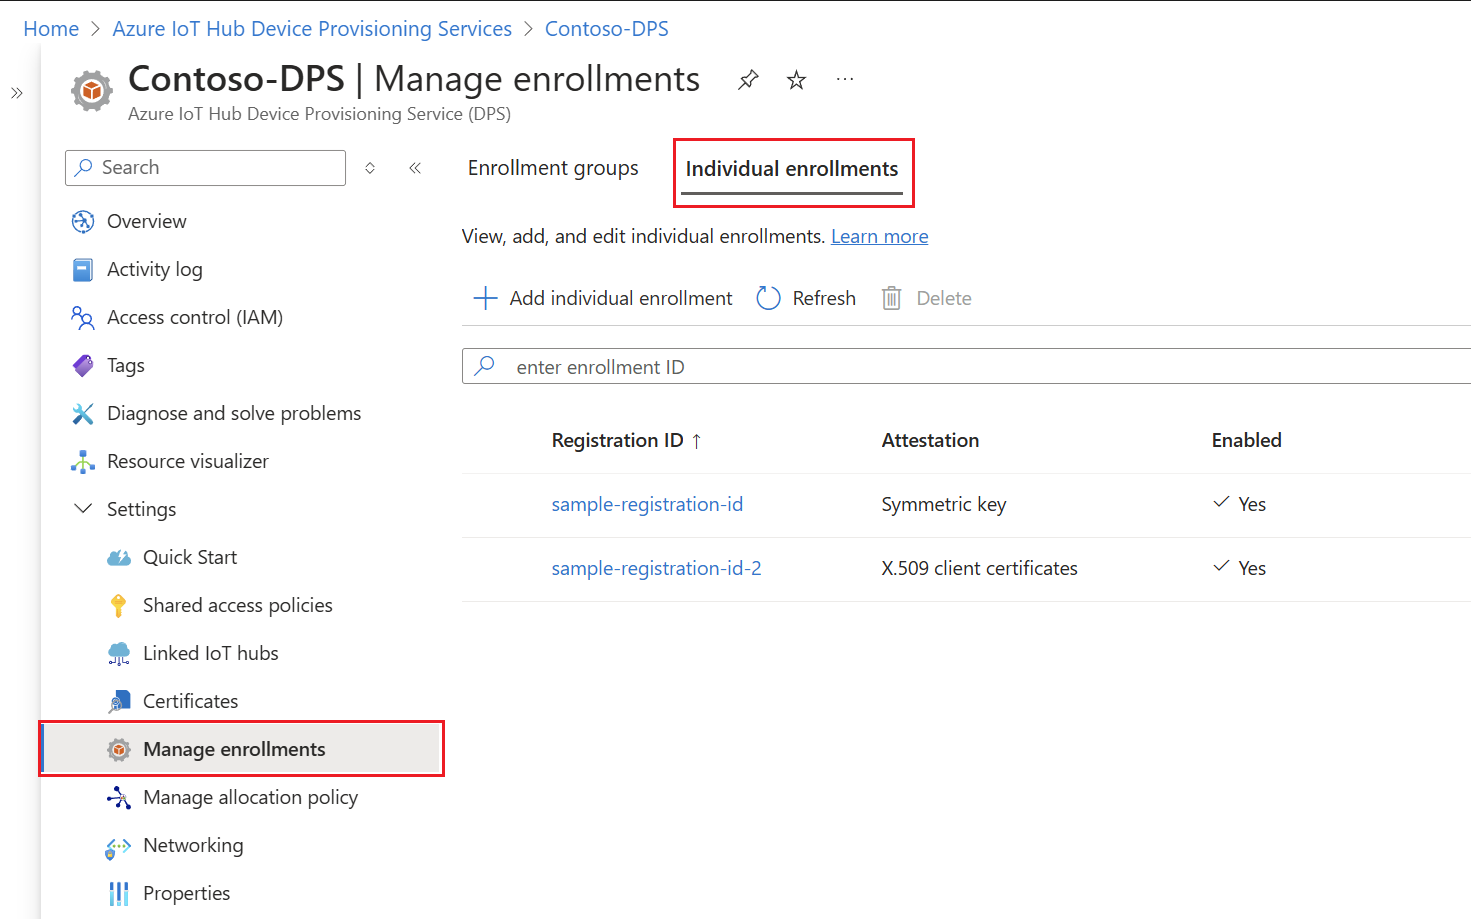 Home > Azure IoT Hub Device Provisioning Services > Contoso-DPS
Contoso-DPS | Manage enrollments
Azure IoT Hub Device Provisioning Service (DPS)
Search
Overview
Activity log
Access control (IAM)
Tags
Diagnose and solve problems
Resource visualizer
Settings
Quick Start
Shared access policies
Linked IoT hubs
Certificates
Manage enrollments
Manage allocation policy
Networking
Properties
Enrollment groups Individual enrollments
View, add, and edit individual enrollments. Learn more
Add individual enrollment Refresh Delete
enter enrollment ID
Registration ID ↑ Attestation Enabled
sample-registration-id Symmetric key Yes
sample-registration-id-2 X.509 client certificates Yes